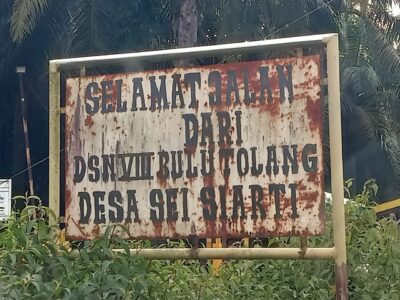 SELAMAT JALAN
DARI
DSN VIII BULU TOLANG
DESA SEI SIARTI